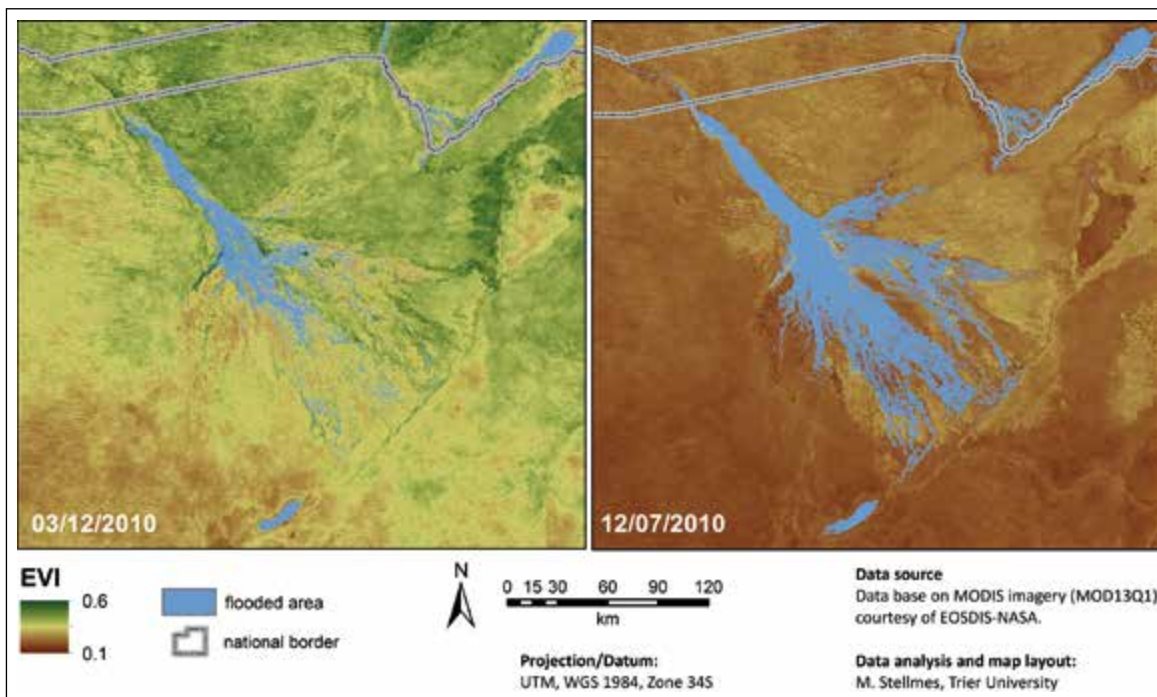 03/12/2010
12/07/2010
EVI
0.6
0.1
flooded area
national border
N
0 15 30 60 90 120
km
Projection/Datum:
UTM, WGS 1984, Zone 34S
Data source
Data base on MODIS imagery (MOD13Q1)
courtesy of EOSDIS-NASA.
Data analysis and map layout:
M. Stellmes, Trier University